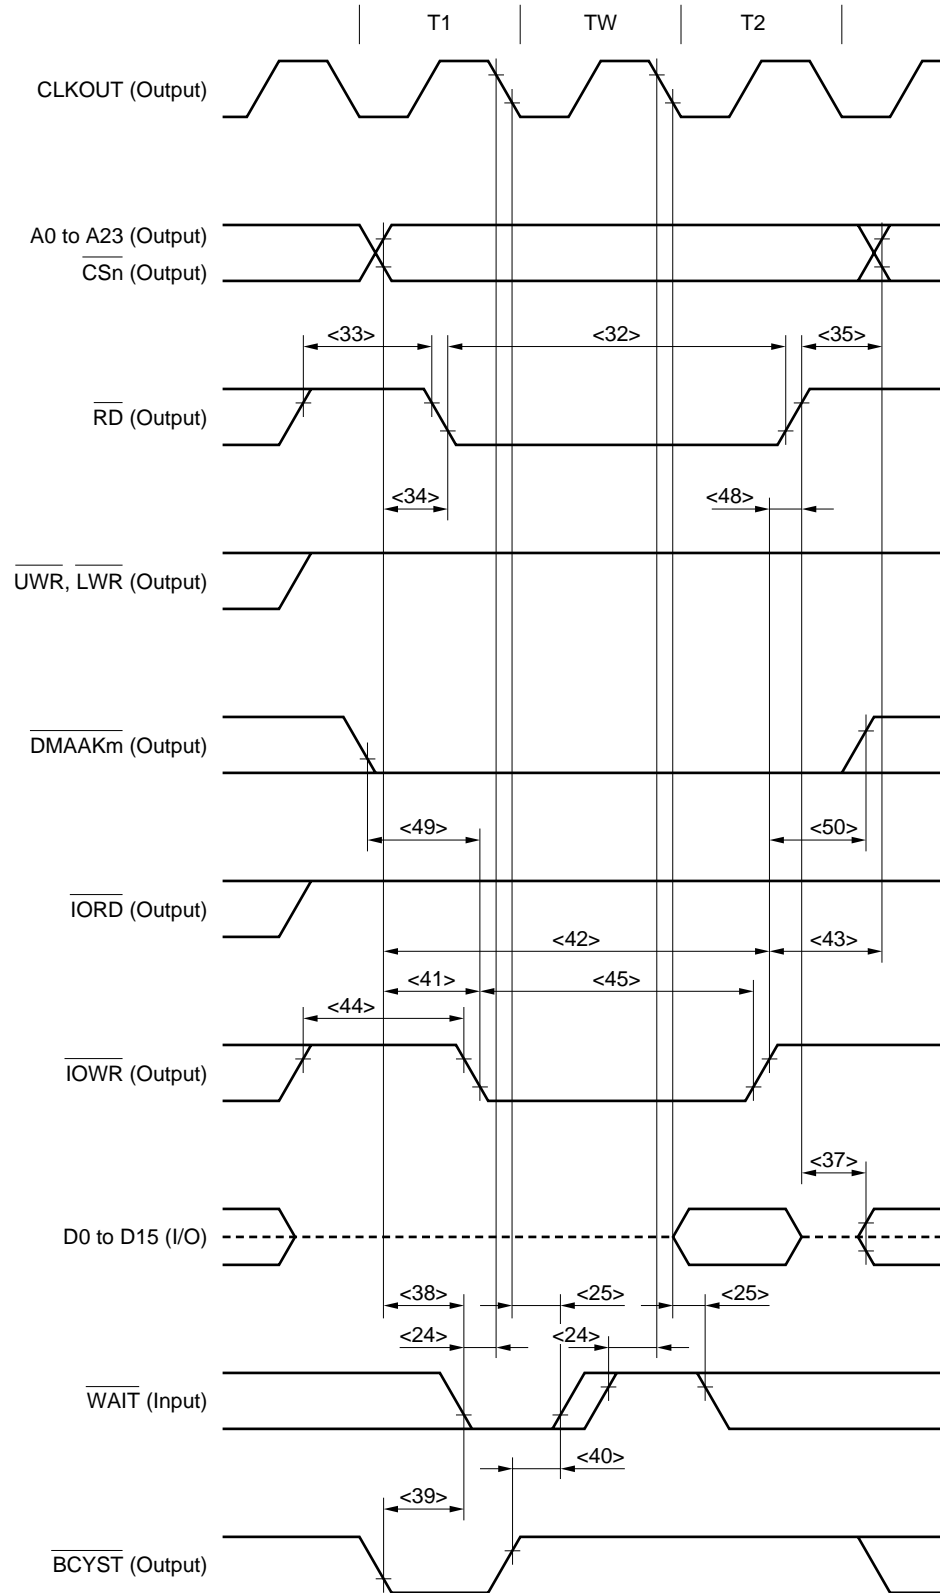 T1 TW T2
CLKOUT (Output)
A0 to A23 (Output)
CSn (Output)
<33> <32> <35>
RD (Output)
<34> <48>
UWR, LWR (Output)
DMAAKm (Output)
<49> <50>
IORD (Output)
<42> <43>
<41> <45>
<44>
IOWR (Output)
<37>
D0 to D15 (I/O)
<38> <25> <25>
<24> <24>
WAIT (Input)
<40>
<39>
BCYST (Output)